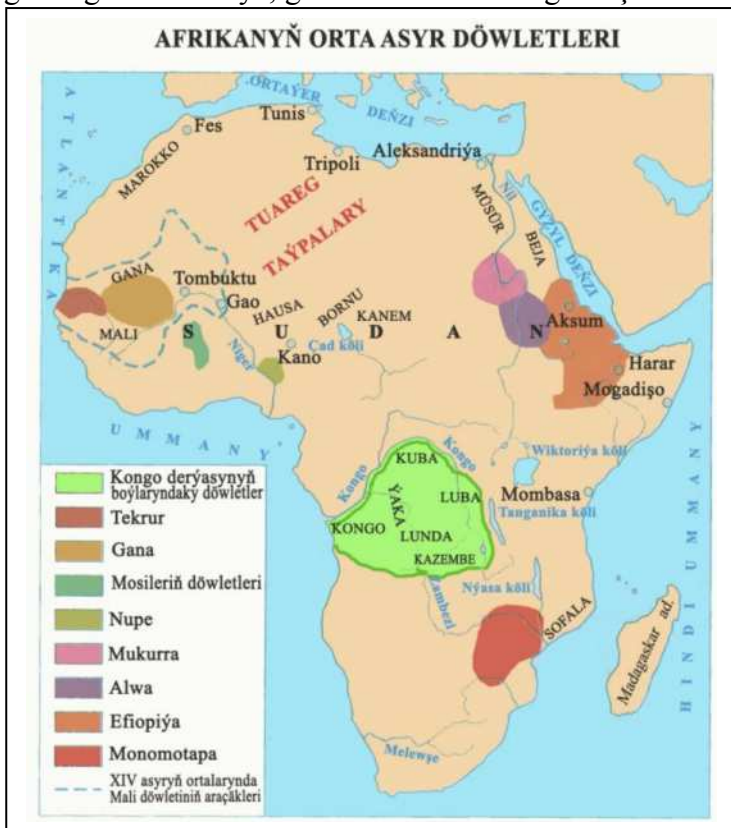 AFRIKANYŇ ORTA ASYR DÖWLETLERI
ATLANTIKA
UMMANY
ORTAÝER
DEŇZI
Fes
Tunis
MAROKKO
Tripoli
Aleksandriýa
TUAREG
TAÝPALARY
MÜSÜR
Nil
BEJA
GYZYL DEŇZI
GANA
Tombuktu
Gao
HAUSA
BORNU
KANEM
MALI
S U D A N
Niger
Kano
Çad köli
Aksum
Harar
Mogadişo
KUBA
Kongo
Kongo
ÝAKA
LUBA
KONGO
LUNDA
KAZEMBE
Wiktoriýa köli
Mombasa
Tanganika köli
Nýasa köli
Zambezi
SOFALA
Madagaskar ad.
HINDI UMMANY
Melewşe
Kongo derýasynyň
boýlaryndaky döwletler
Tekrur
Gana
Mosileriň döwletleri
Nupe
Mukurra
Alwa
Efiopiýa
Monomotapa
XIV asyryň ortalarynda
Mali döwletiniň araçäkleri